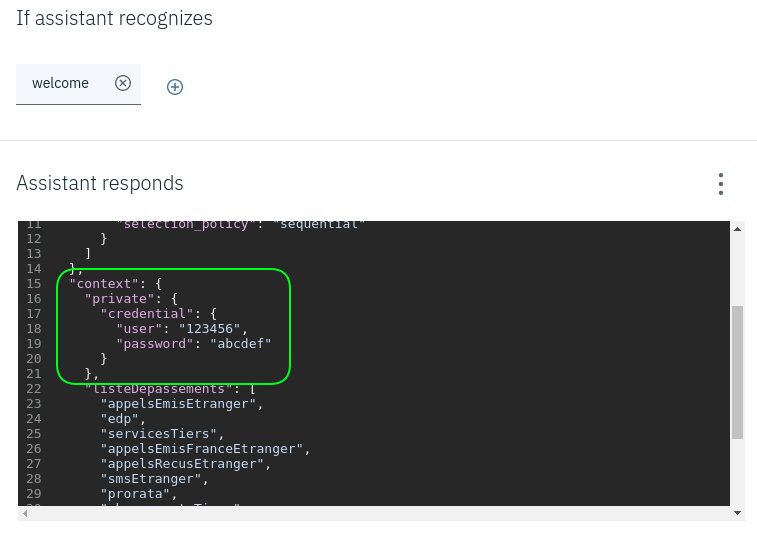 If assistant recognizes
welcome
Assistant responds
11 "selection_policy": "sequential"
12 }
13 ]
14 },
15 "context": {
16 "private": {
17 "credential": {
18 "user": "123456",
19 "password": "abcdef"
20 }
21 },
22 "listeDepassements": [
23 "appelsEmisEtranger",
24 "edp",
25 "servicesTiers",
26 "appelsEmisFranceEtranger",
27 "appelsRecusEtranger",
28 "smsEtranger",
29 "prorata",